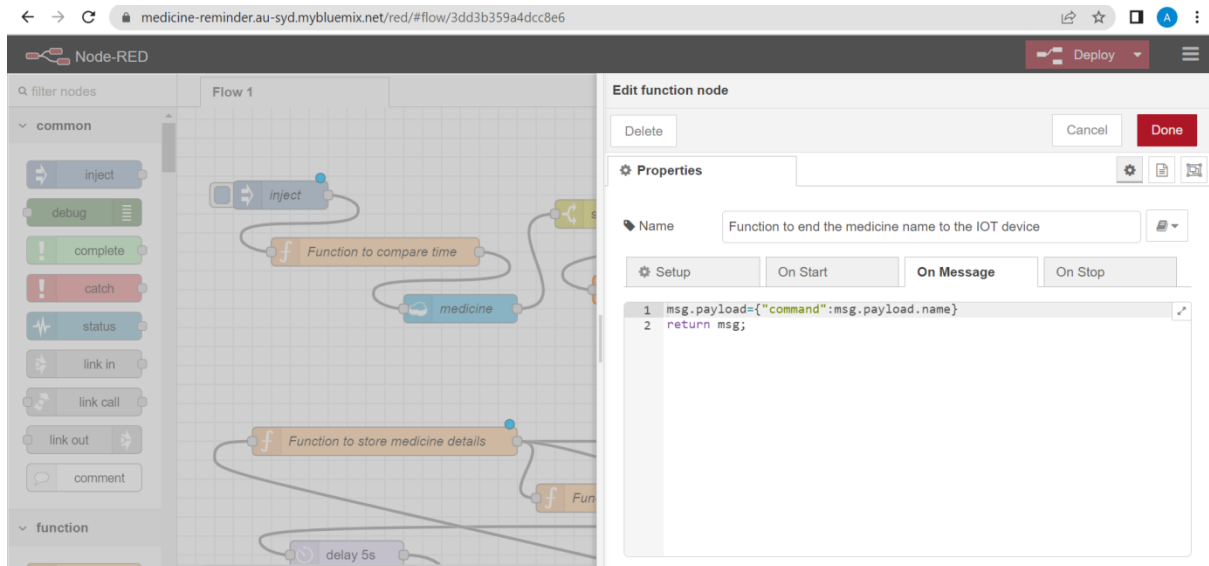 medicine-reminder.au-syd.mybluemix.net/red/#flow/3dd3b359a4dcc8e6
A
Node-RED
Deploy
filter nodes
Flow 1
Edit function node
common
Delete
Cancel
Done
Properties
inject
debug
complete
catch
status
link in
link call
link out
comment
function
inject
s
Function to compare time
medicine
Function to store medicine details
Fun
delay 5s
Name
Function to end the medicine name to the IOT device
Setup
On Start
On Message
On Stop
1 msg.payload={"command":msg.payload.name}
2 return msg;